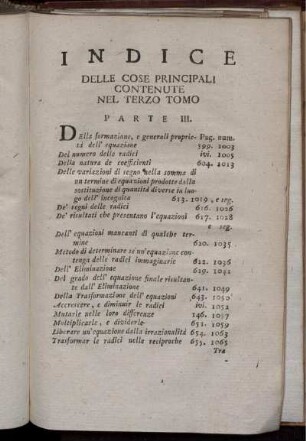 INDICE
DELLE COSE PRINCIPALI
CONTENUTE
NEL TERZO TOMO
PARTE III.
DElla formazione, e generali proprie- Pag. num.
tà dell' equazione 599. 1003
Del numero delle radici ivi. 1005
Della natura de coefficienti 604. 1013
Delle variazioni di segno nella somma di
un termine di equazioni prodotte dalla
sostituzione di quantità diverse in luo-
go dell' incognita 613. 1019. e seg.
De' segni delle radici 616. 1026
De' risultati che presentano l'equazioni 617. 1028
e seg.
Dell' equazioni mancanti di qualche ter-
mine 620. 1035
Metodo di determinare se un'equazione con-
tenga delle radici immaginarie 622. 1036
Dell' Eliminazione 629. 1042
Del grado dell' equazione finale risultan-
te dall' Eliminazione 641. 1049
Della Trasformazione dell' equazioni 643. 1050
Accrescere, e diminuir le radici ivi. 1052
Mutarle nelle loro differenze 146. 1057
Moltiplicarle, e dividerle 651. 1059
Liberare un'equazione dalla irrazionalità 654. 1063
Trasformar le radici nelle reciproche 655. 1065
Tra